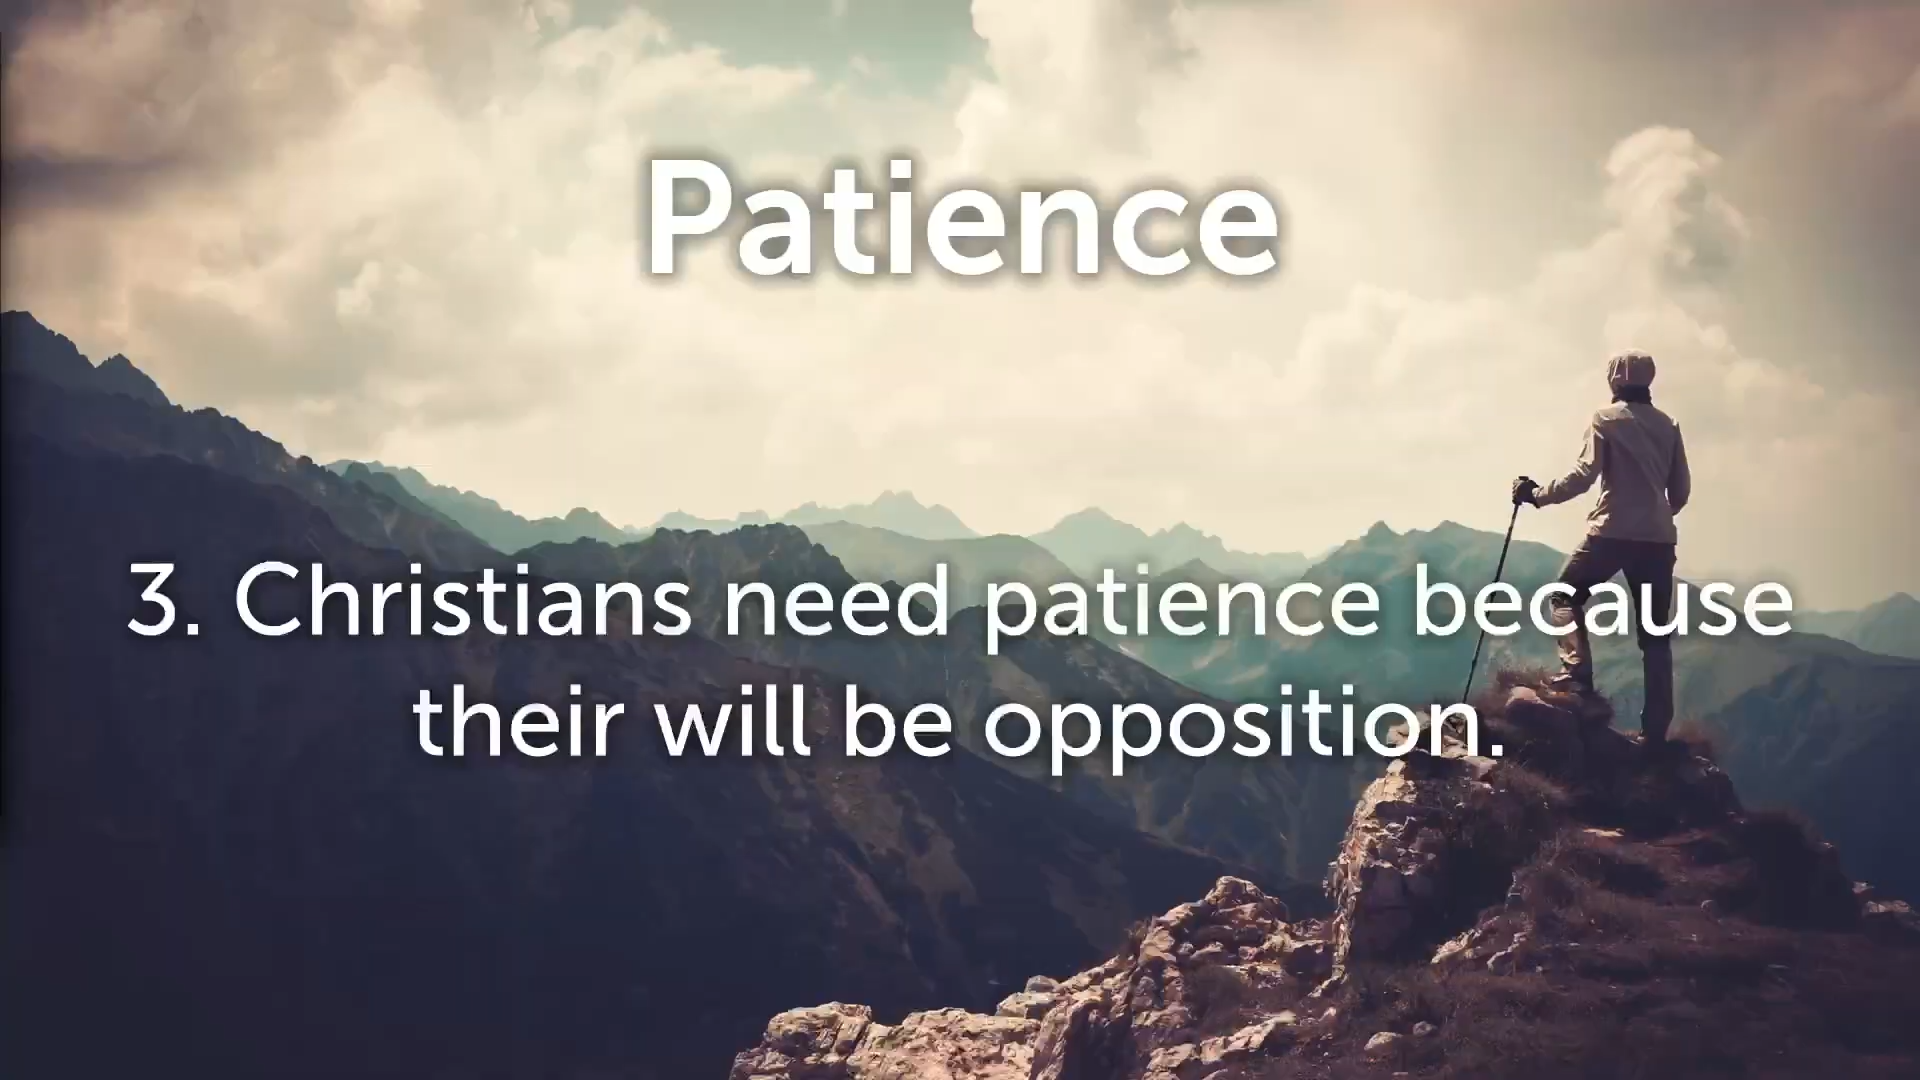 Patience
3. Christians need patience because
their will be opposition.